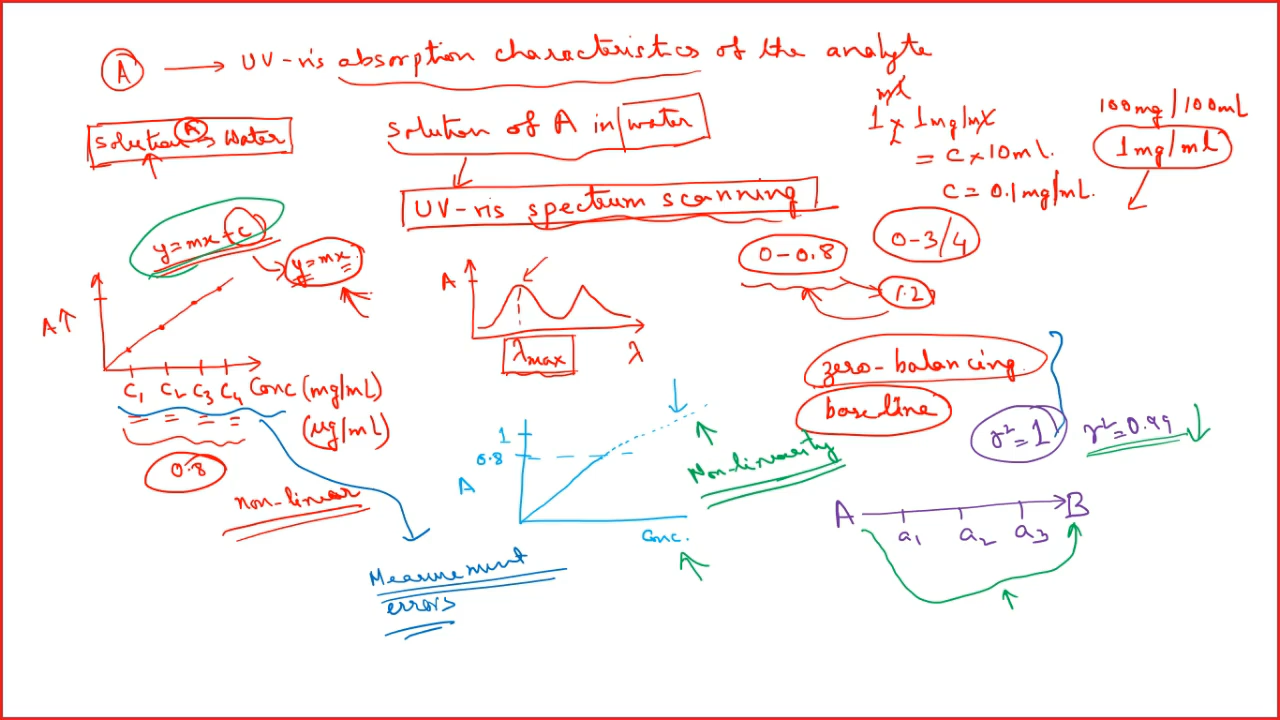 A → UV-vis absorption characteristics of the analyte
solution A → water
solution of A in water
UV-vis spectrum scanning
1 ml x 1mg/ml
= C x 10mL.
C = 0.1mg/mL.
100mg/100mL
1mg/ml
y=mx+c
y=mx
A↑
C1 C2 C3 C4 Conc (mg/mL)
(μg/mL)
0.8
non-linear
A
λmax
λ
0-0.8
0-3/4
1.2
zero-balancing
baseline
r²=1
r²=0.99
1
0.8
A
Conc.
Non-linearity
Measurement
errors
A → B
a1 a2 a3